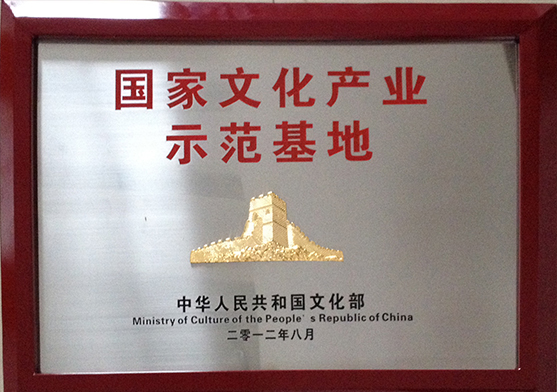 国家文化产业
示范基地
中华人民共和国文化部
Ministry of Culture of the People's Republic of China
二零一二年八月